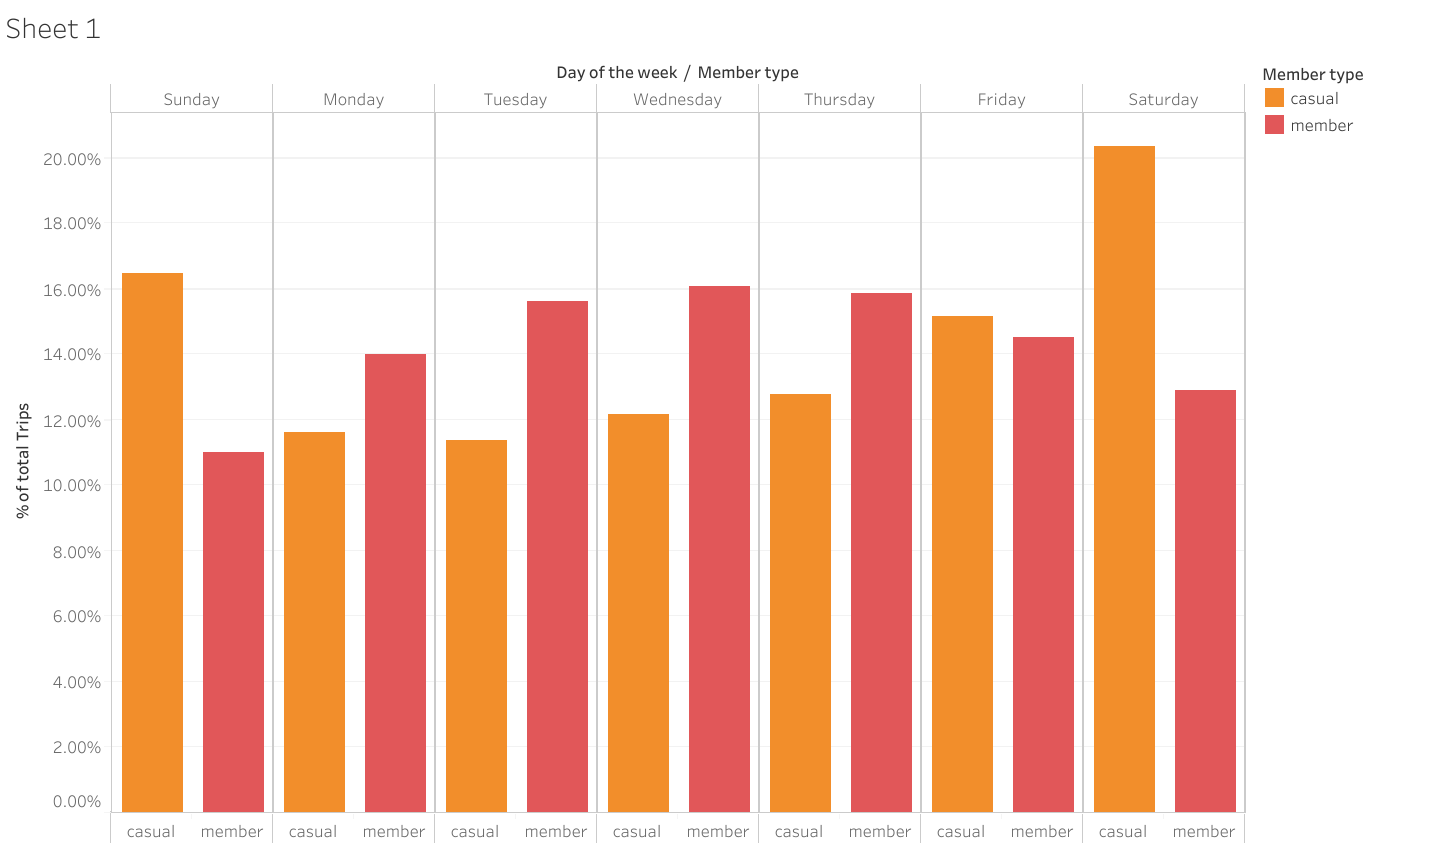 Sheet 1
Day of the week / Member type
Sunday Monday Tuesday Wednesday Thursday Friday Saturday
Member type
casual
member
% of total Trips
20.00%
18.00%
16.00%
14.00%
12.00%
10.00%
8.00%
6.00%
4.00%
2.00%
0.00%
casual member casual member casual member casual member casual member casual member casual member